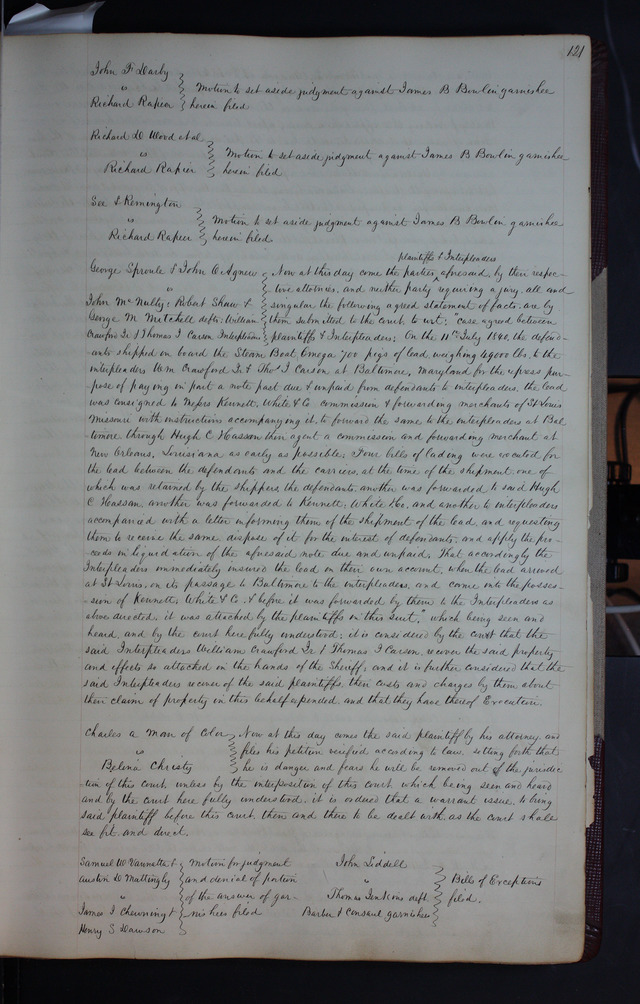 121
John F Darby
vs } Motion to set aside judgment against James B Bowlin garnishee
Richard Rapier } herein filed
Richard D Wood et al
vs } Motion to set aside judgment against James B Bowlin garnishee
Richard Rapier } herein filed
See I Remington
vs } Motion to set aside judgment against James B Bowlin garnishee
Richard Rapier } herein filed
plaintiffs & Interpleaders
George Sproule & John O Agnew } Now at this day come the parties ^ aforesaid, by their respec-
vs } tive attornies, and neither party requiring a jury, all and
John McNulty, Robert Shaw & } singular the following agreed statement of facts, are by
George M Mitchell defts. William } them submitted to the court to wit; "case agreed between
Crawford Jr & Thomas I Carson Interpleaders } plaintiffs & Interpleaders; On the 11th July 1840, the defend-
ants shipped on board the Steam Boat, Omega 700 pigs of lead weighing 49000 lbs. to the
interpleaders Wm Crawford Jr & Thos I Carson at Baltimore, Maryland for the express pur-
pose of paying in part a note past due & unpaid from defendants to interpleaders, the lead
was consigned to Messrs Kennett, White & Co commission & forwarding merchants of St Louis
Missouri with instructions accompanying it, to forward the same to the interpleaders at Bal
timore through Hugh C Hassam their agent a commission and forwarding merchant at
New Orleans, Louisiana as early as possible, Four bills of lading were executed for
the lead between the defendants and the carriers, at the time of the shipment one of
which was retained by the shippers the defendants, another was forwarded to said Hugh
C Hassam, another was forwarded to Kennett, White & Co, and another to interpleaders
accompanied with a letter informing them of the shipment of the lead, and requesting
them to receive the same, dispose of it for the interest of defendants, and apply the pro-
ceeds in liquidation of the aforesaid note due and unpaid, That accordingly the
Interpleaders immediately insured the lead on their own account, when the lead arrived
at St Louis, on its passage to Baltimore to the interpleaders, and came into the posses-
sion of Kennett, White & Co. & before it was forwarded by them to the Interpleaders as
above directed, it was attached by the plaintiffs in this Suit," which being seen and
heard and by the court here fully understood; it is considered by the court that the
said Interpleaders William Crawford Jr & Thomas I Carson, recover the said property
and effects so attached in the hands of the Sheriff, and it is further considered that the
said Interpleaders recover of the said plaintiffs, their costs and charges by them about
their claim of property in this behalf expended, and that they have thereof Execution.
Charles a man of Color } Now at this day comes the said plaintiff by his attorney and
vs } files his petition verified according to law, setting forth that
Belina Christy } he is danger and fears he will be removed out of the jurisdic
tion of this court, unless by the interposition of this court which being seen and heard
and by the court here fully understood, it is ordered that a warrant issue, to bring
said plaintiff before this court, then and there to be dealt with as the court shall
see fit and direct.
Samuel W Vannatta & } Motion for judgment
Austin D Mattingly } and denial of portion
vs } of the answer of gar-
James I Chewning & } nishees filed
Henry S Dawson
John Liddell
vs } Bills of Exceptions
Thomas Jenkins deft } filed.
Barber & Consaul garnishees